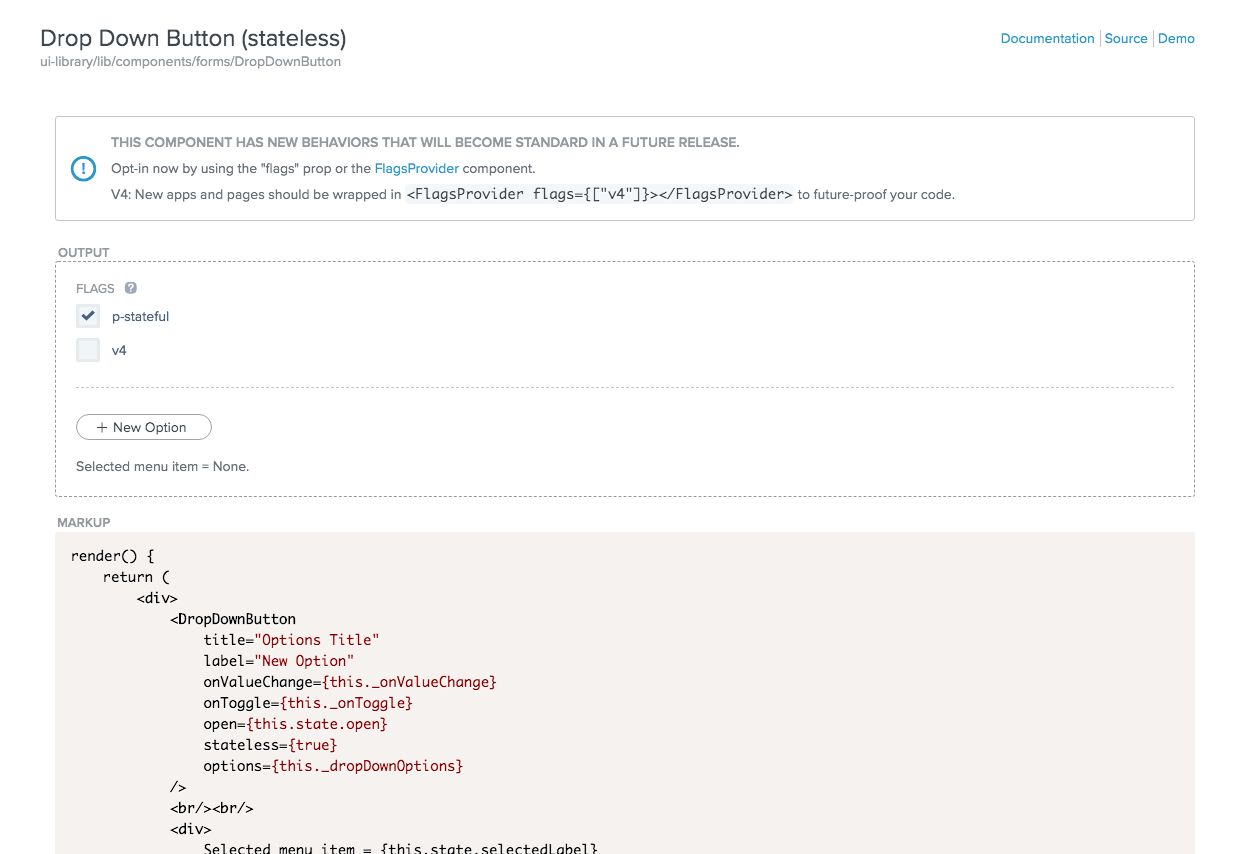 Drop Down Button (stateless)
Documentation Source Demo
ui-library/lib/components/forms/DropDownButton
THIS COMPONENT HAS NEW BEHAVIORS THAT WILL BECOME STANDARD IN A FUTURE RELEASE.
Opt-in now by using the "flags" prop or the FlagsProvider component.
V4: New apps and pages should be wrapped in <FlagsProvider flags={["v4"]}></FlagsProvider> to future-proof your code.
OUTPUT
FLAGS ?
p-stateful
v4
+ New Option
Selected menu item = None.
MARKUP
render() {
return (
<div>
<DropDownButton
title="Options Title"
label="New Option"
onValueChange={this._onValueChange}
onToggle={this._onToggle}
open={this.state.open}
stateless={true}
options={this._dropDownOptions}
/>
<br/><br/>
<div>
Selected menu item = {this.state.selectedLabel}